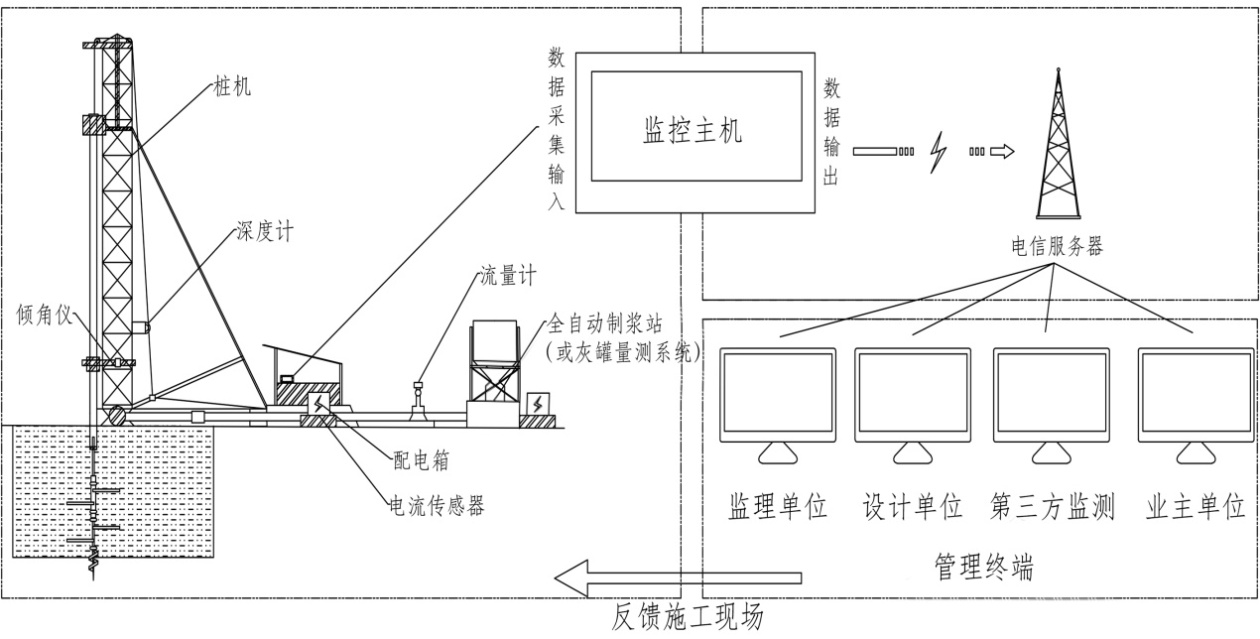 桩机
深度计
倾角仪
流量计
全自动制浆站
(或灰罐量测系统)
配电箱
电流传感器
数据采集输入
监控主机
数据输出
电信服务器
监理单位
设计单位
第三方监测
业主单位
管理终端
反馈施工现场